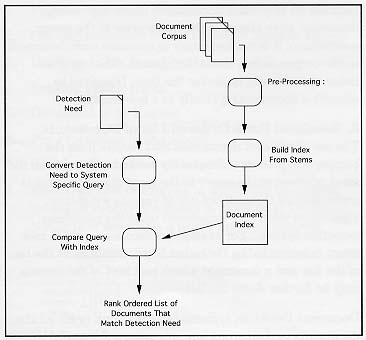 Document
Corpus
Pre-Processing :
Detection
Need
Convert Detection
Need to System
Specific Query
Build Index
From Stems
Document
Index
Compare Query
With Index
Rank Ordered List of
Documents That
Match Detection Need